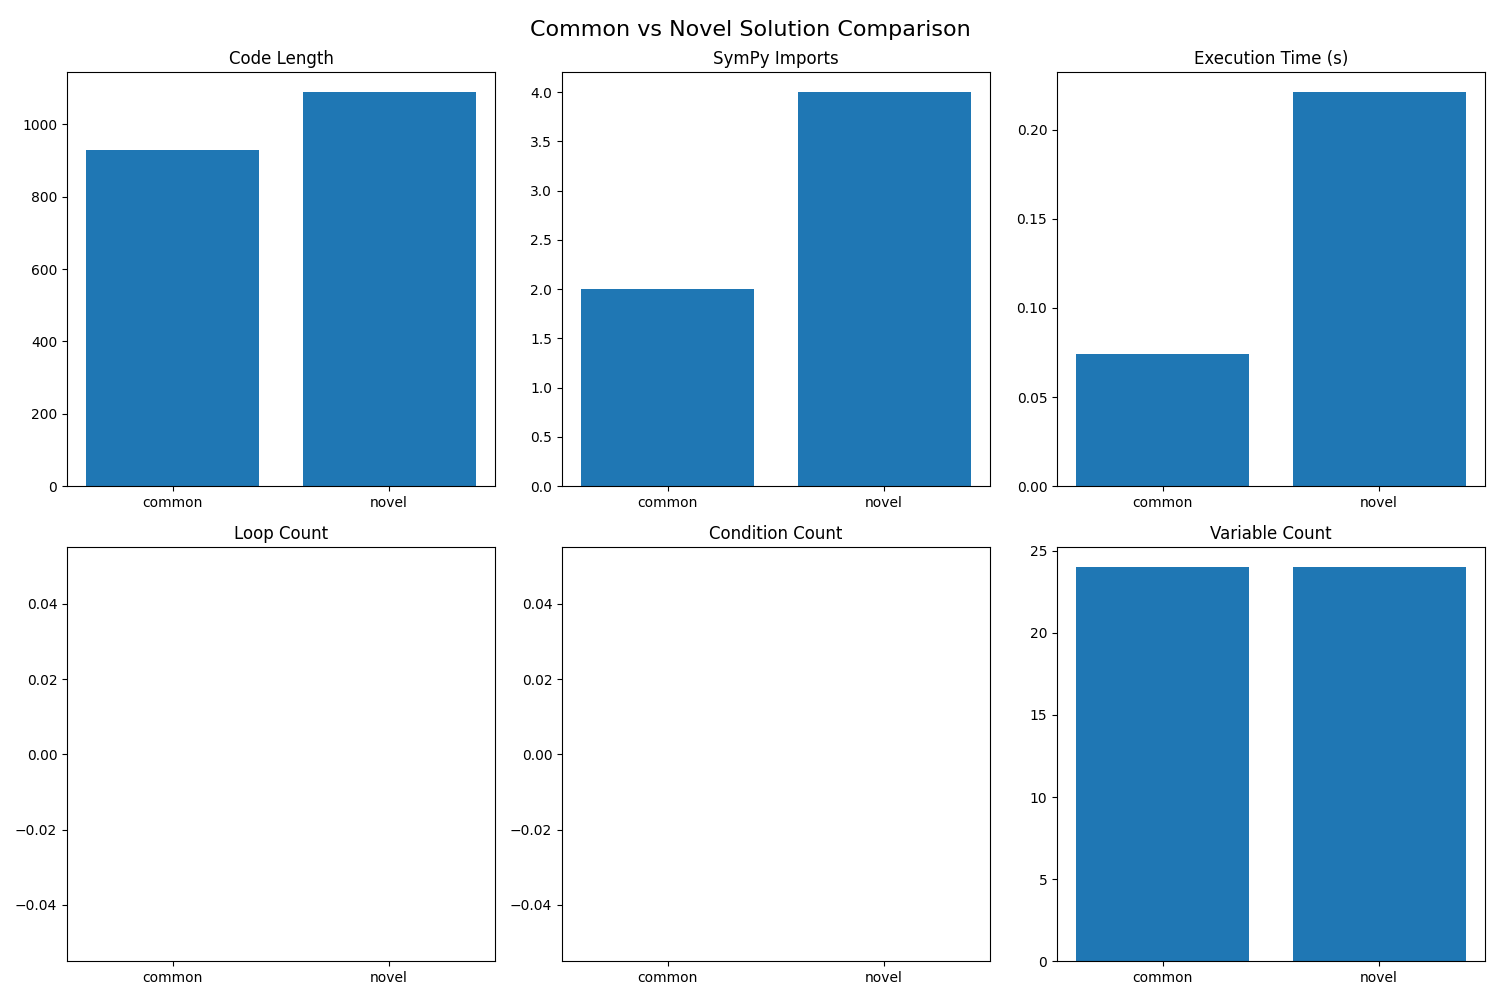 Common vs Novel Solution Comparison
Code Length
1000
800
600
400
200
0
common novel
SymPy Imports
4.0
3.5
3.0
2.5
2.0
1.5
1.0
0.5
0.0
common novel
Execution Time (s)
0.20
0.15
0.10
0.05
0.00
common novel
Loop Count
0.04
0.02
0.00
−0.02
−0.04
common novel
Condition Count
0.04
0.02
0.00
−0.02
−0.04
common novel
Variable Count
25
20
15
10
5
0
common novel